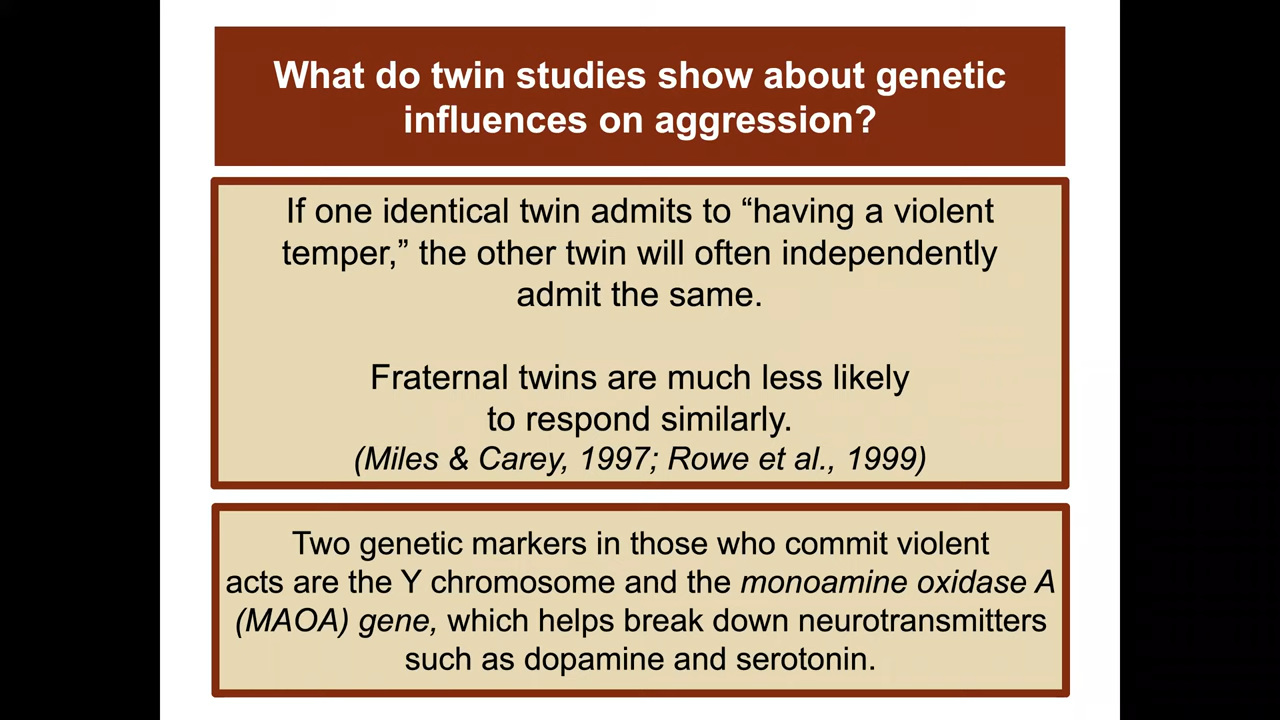 What do twin studies show about genetic
influences on aggression?
If one identical twin admits to “having a violent
temper,” the other twin will often independently
admit the same.
Fraternal twins are much less likely
to respond similarly.
(Miles & Carey, 1997; Rowe et al., 1999)
Two genetic markers in those who commit violent
acts are the Y chromosome and the monoamine oxidase A
(MAOA) gene, which helps break down neurotransmitters
such as dopamine and serotonin.